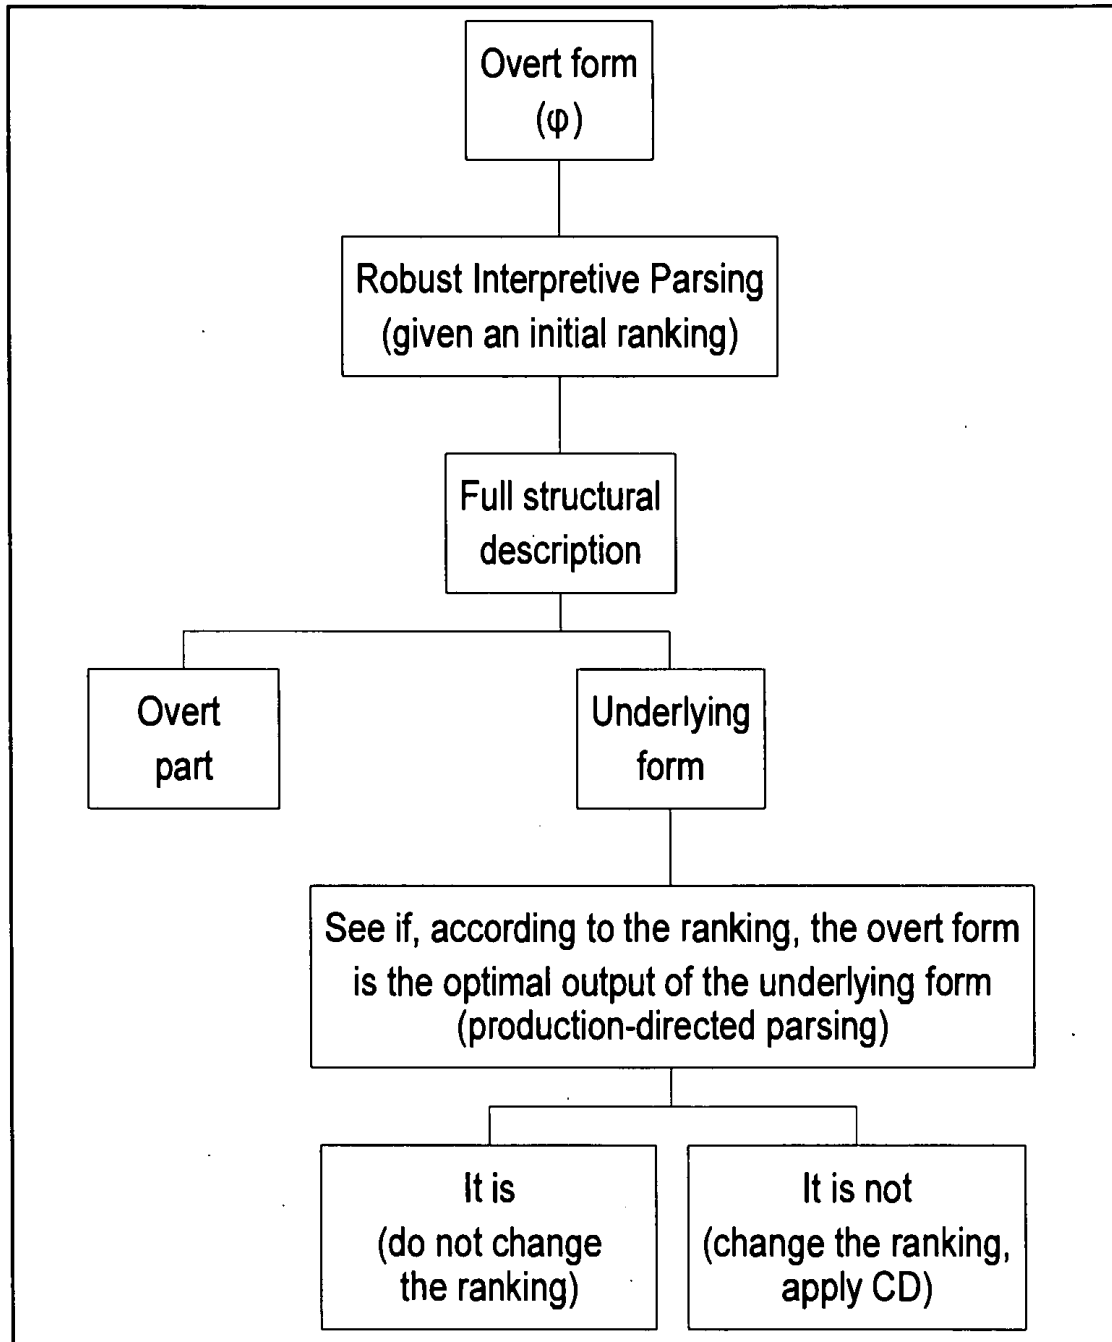 Overt form
(φ)
Robust Interpretive Parsing
(given an initial ranking)
Full structural
description
Overt
part
Underlying
form
See if, according to the ranking, the overt form
is the optimal output of the underlying form
(production-directed parsing)
It is
(do not change
the ranking)
It is not
(change the ranking,
apply CD)